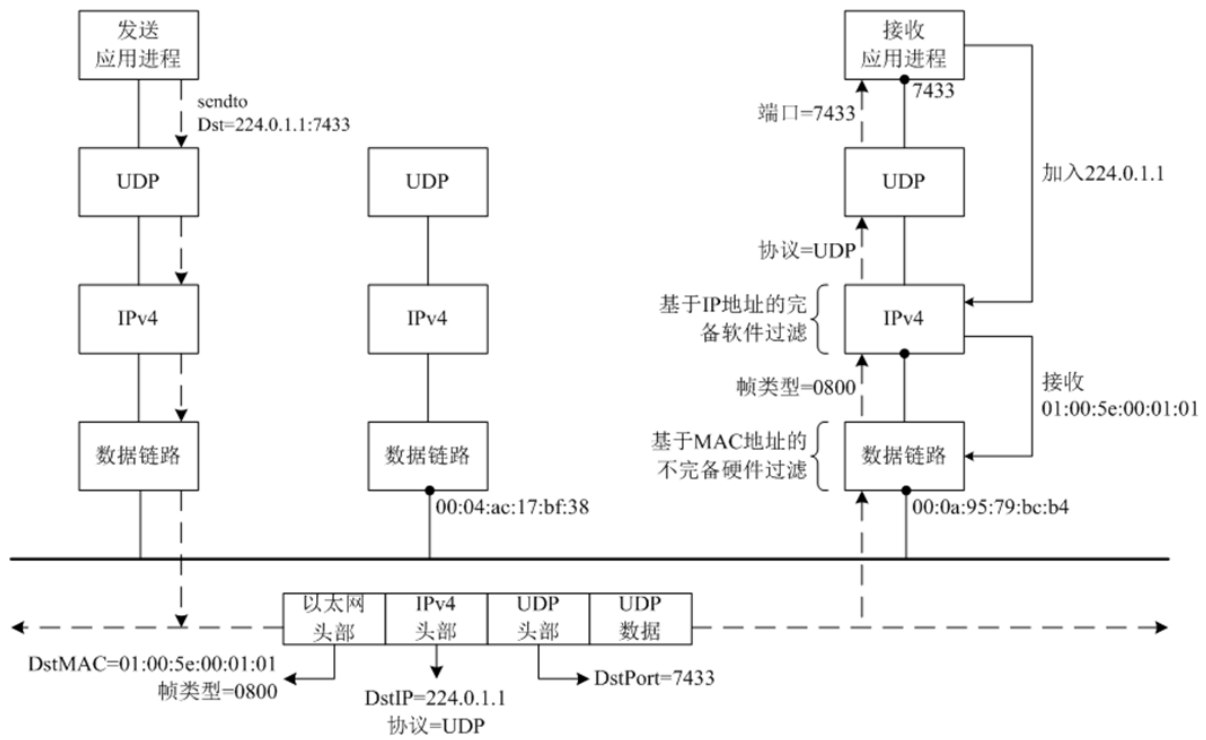 发送
应用进程
sendto
Dst=224.0.1.1:7433
UDP
IPv4
数据链路
UDP
IPv4
数据链路
00:04:ac:17:bf:38
接收
应用进程
7433
端口=7433
UDP
加入224.0.1.1
协议=UDP
基于IP地址的完
备软件过滤
IPv4
帧类型=0800
接收
01:00:5e:00:01:01
基于MAC地址的
不完备硬件过滤
数据链路
00:0a:95:79:bc:b4
以太网
头部
IPv4
头部
UDP
头部
UDP
数据
DstMAC=01:00:5e:00:01:01
帧类型=0800
DstIP=224.0.1.1
协议=UDP
DstPort=7433